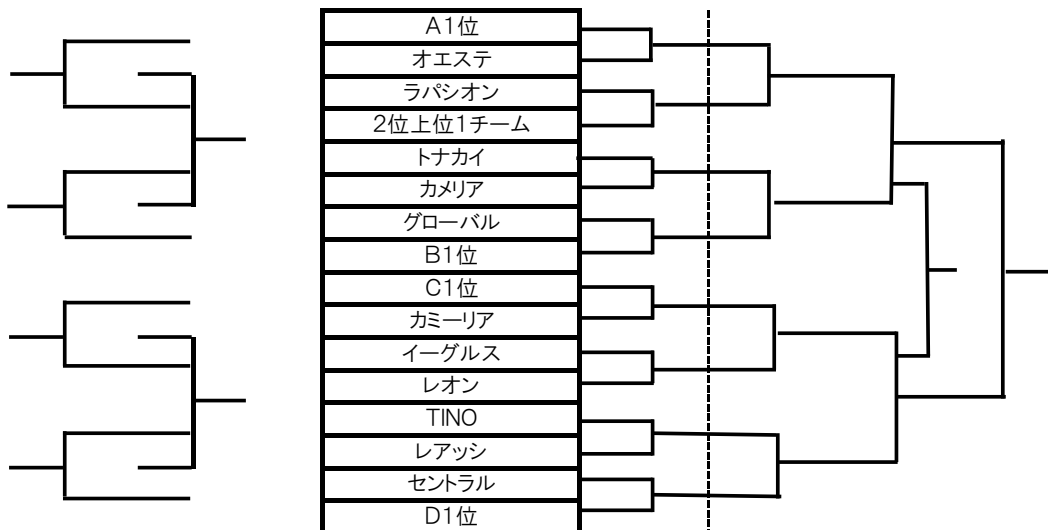 A1位
オエステ
ラパシオン
2位上位1チーム
トナカイ
カメリア
グローバル
B1位
C1位
カミーリア
イーグルス
レオン
TINO
レアッシ
セントラル
D1位